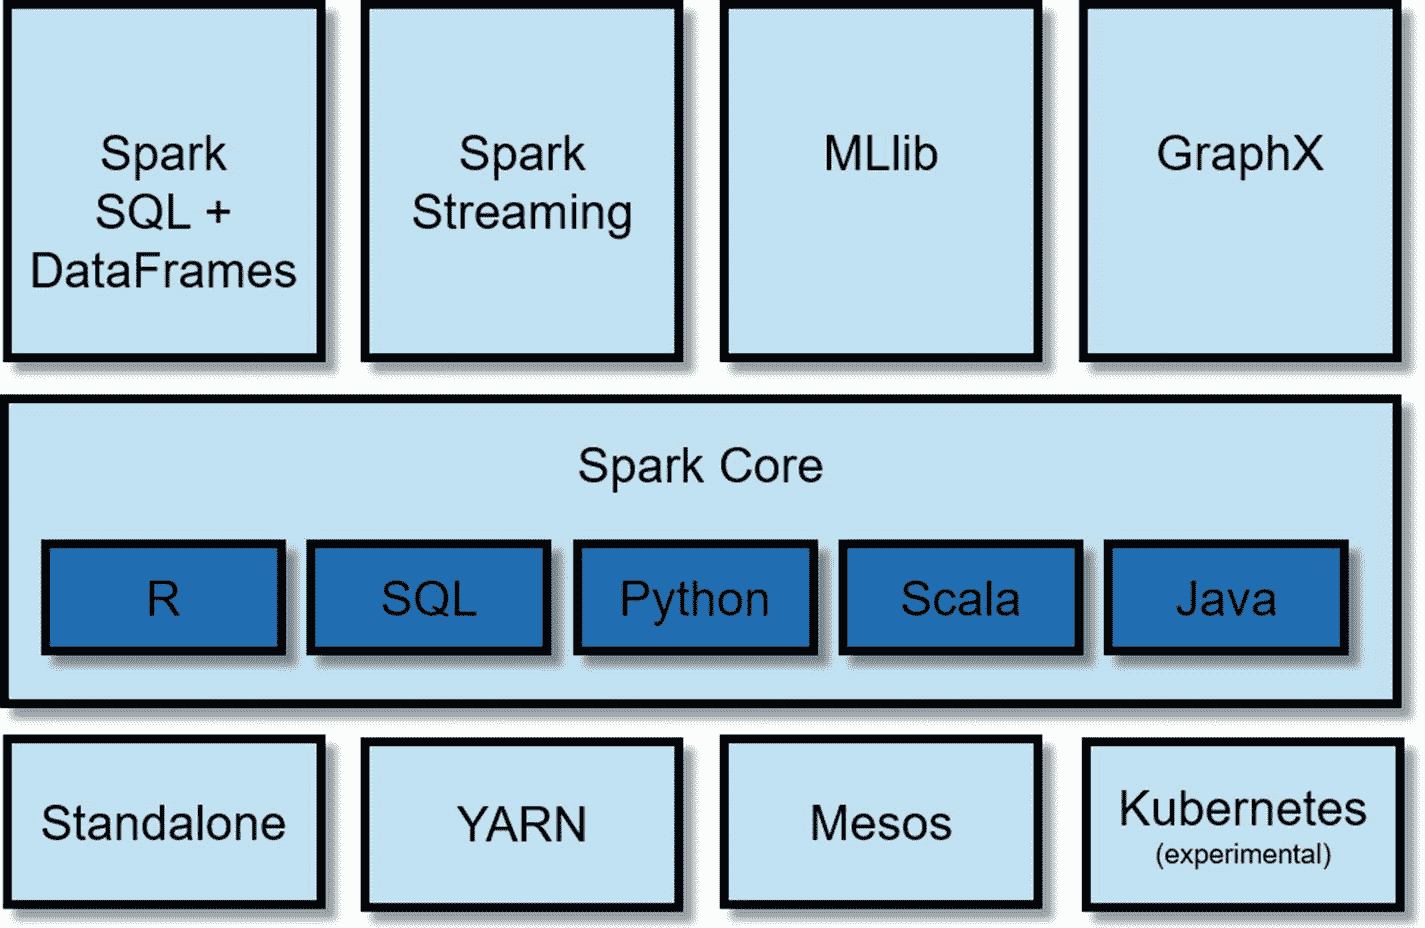 Spark
SQL +
DataFrames
Spark
Streaming
MLlib
GraphX
Spark Core
R
SQL
Python
Scala
Java
Standalone
YARN
Mesos
Kubernetes
(experimental)